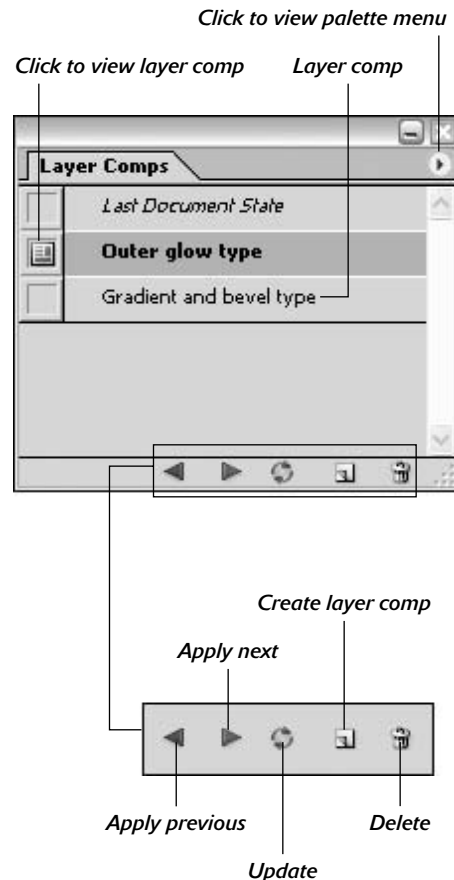 Click to view palette menu
Click to view layer comp
Layer comp
Layer Comps
Last Document State
Outer glow type
Gradient and bevel type
Create layer comp
Apply next
Apply previous
Delete
Update